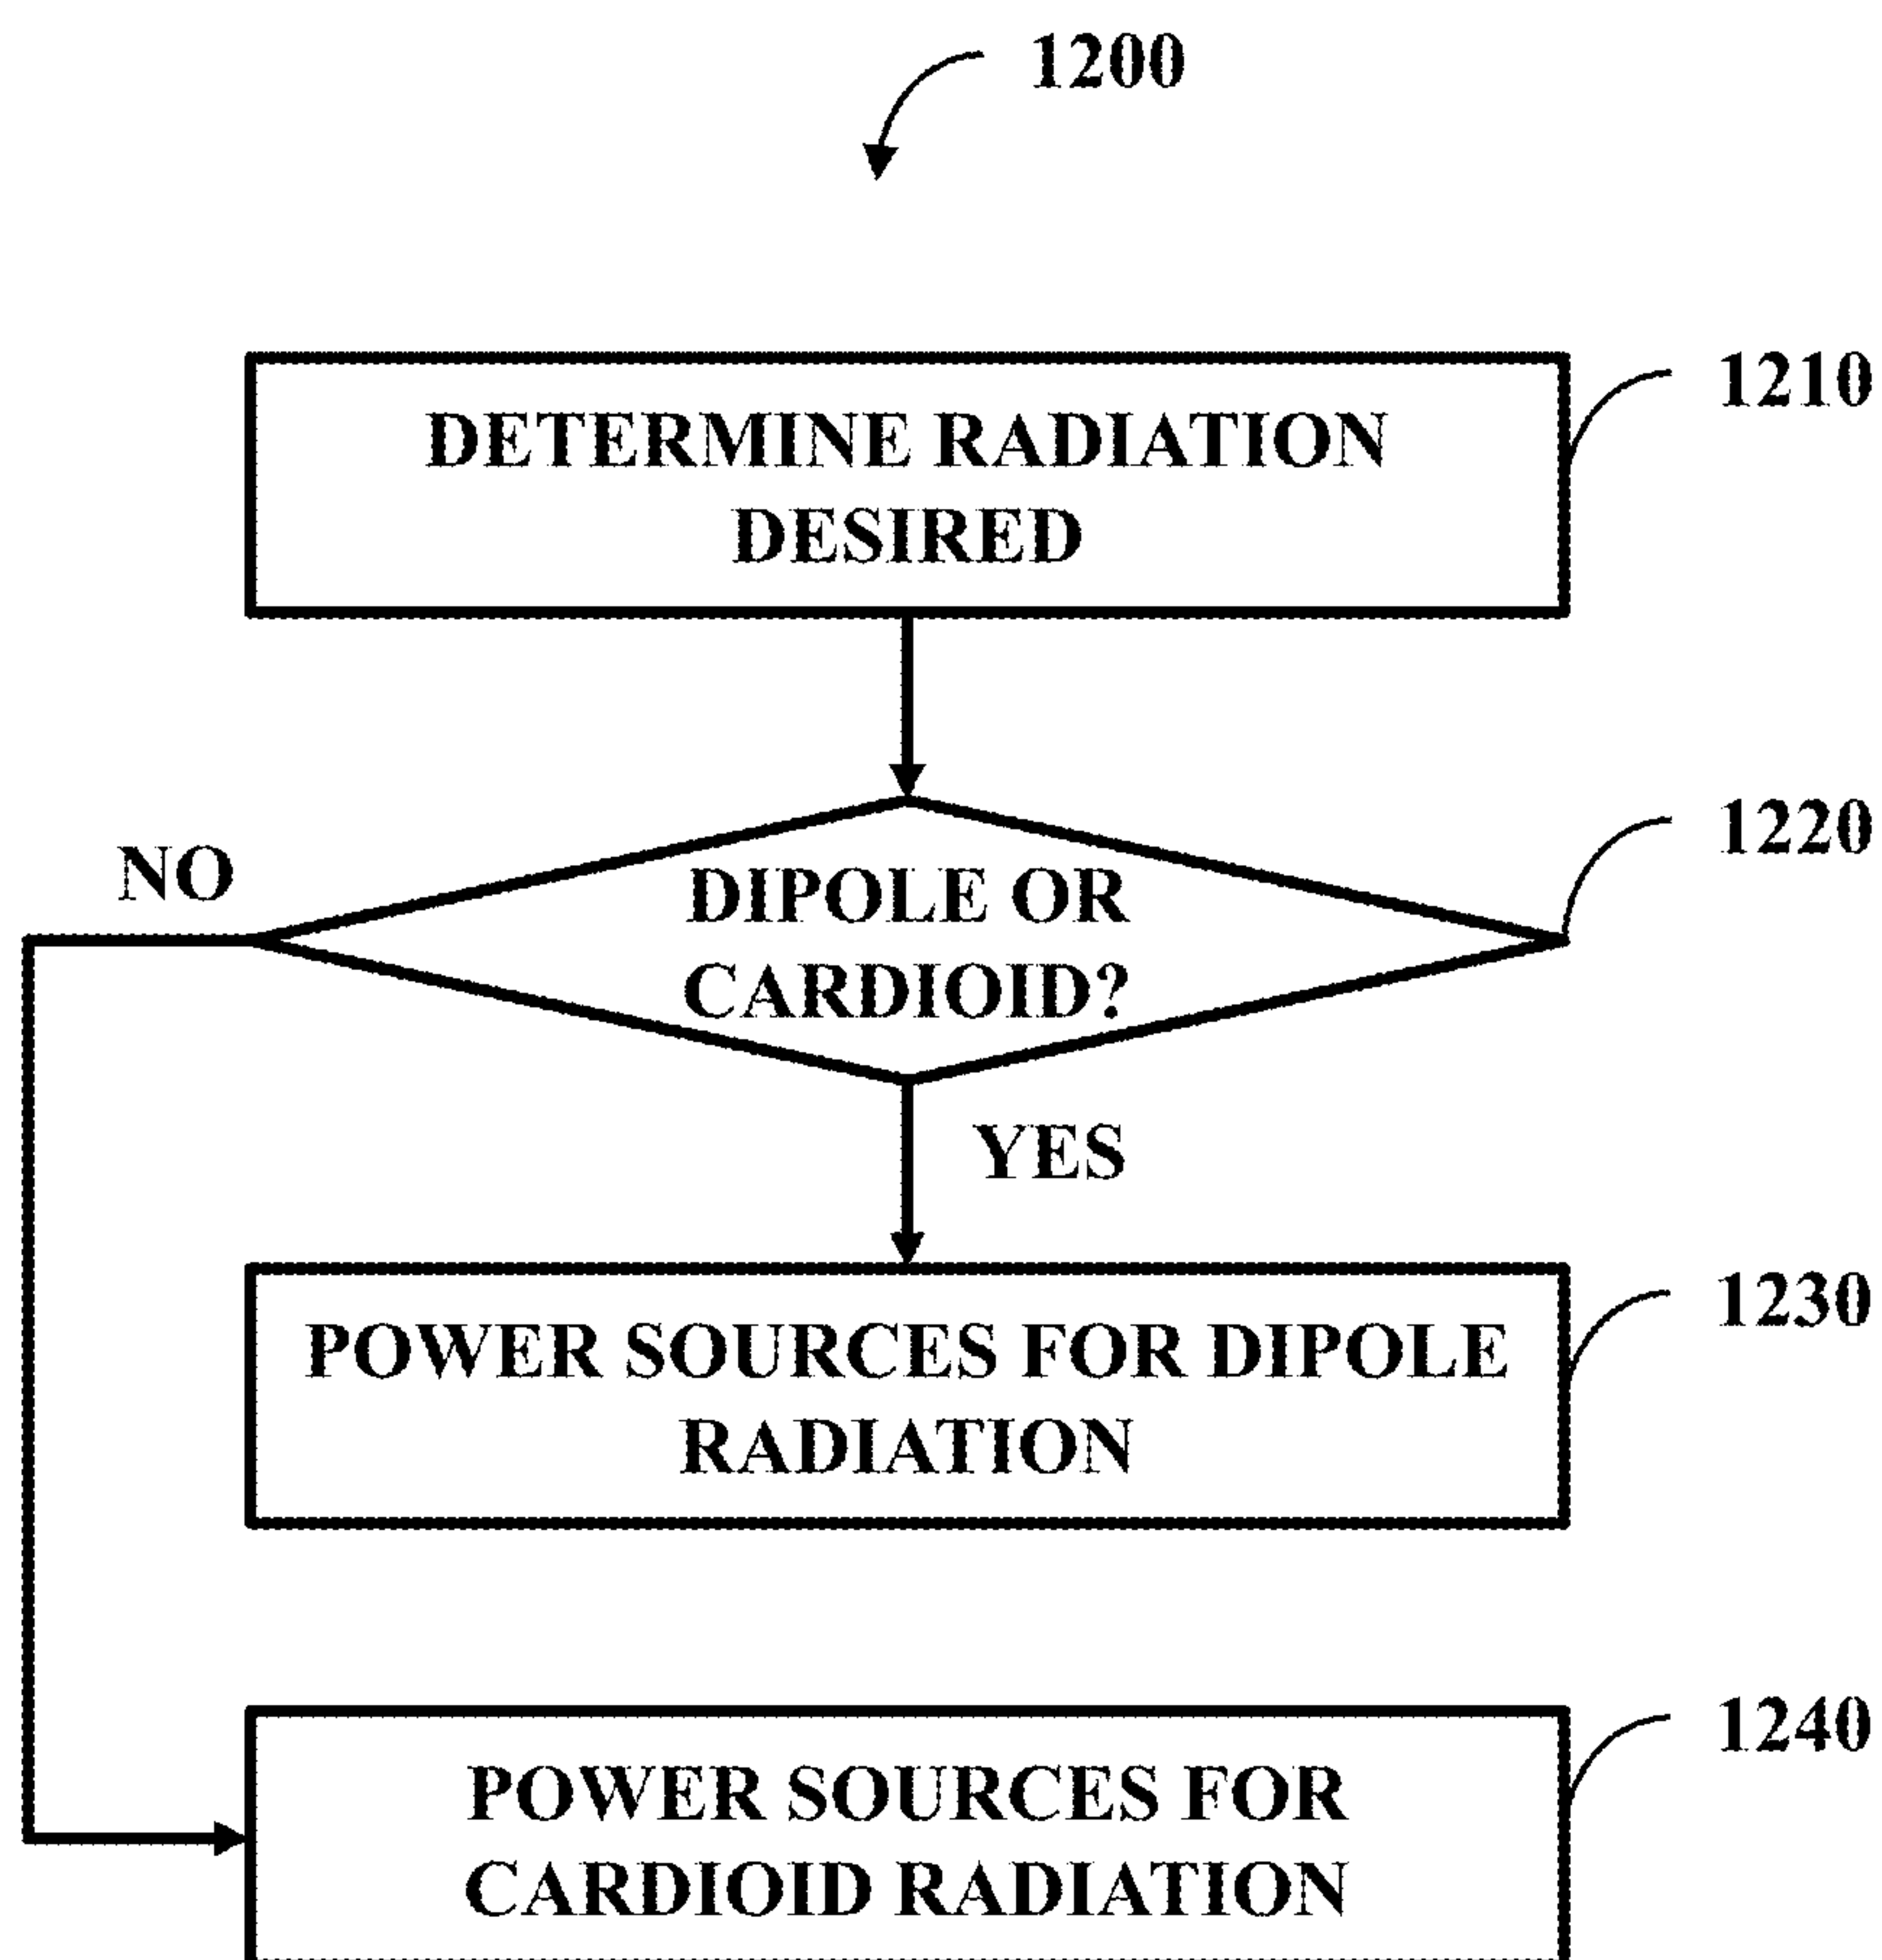 1200
DETERMINE RADIATION
DESIRED
1210
DIPOLE OR
CARDIOID?
1220
NO
YES
POWER SOURCES FOR DIPOLE
RADIATION
1230
POWER SOURCES FOR
CARDIOID RADIATION
1240